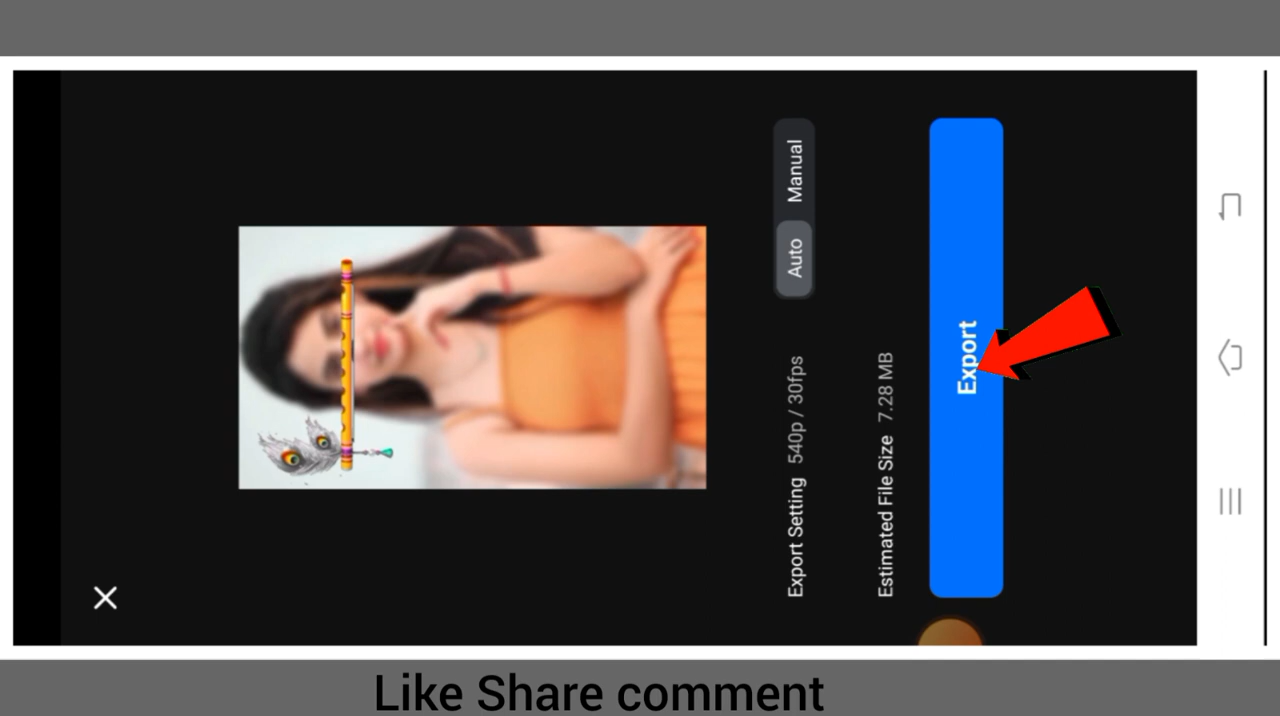 Auto Manual
Export Setting 540p / 30fps
Estimated File Size 7.28 MB
Export
Like Share comment